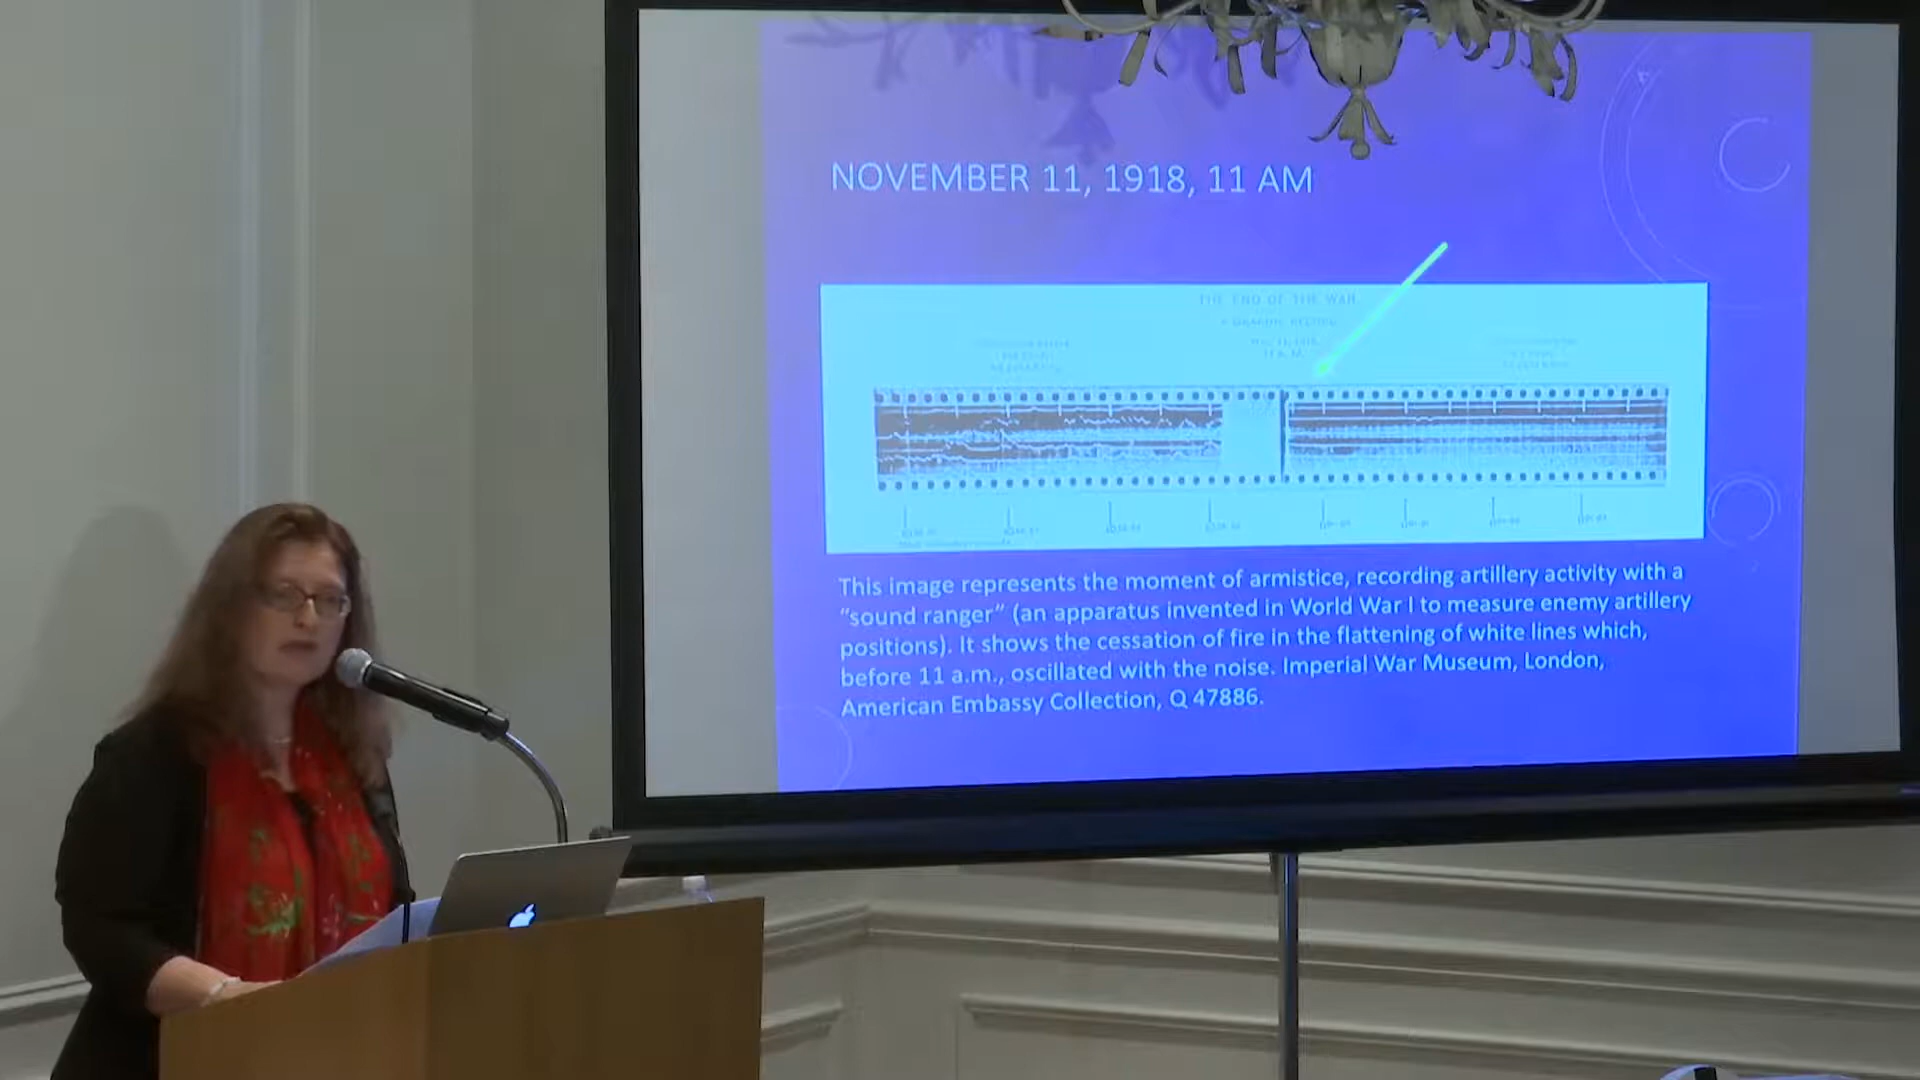 NOVEMBER 11, 1918, 11 AM
THE END OF THE WAR
This image represents the moment of armistice, recording artillery activity with a
“sound ranger” (an apparatus invented in World War I to measure enemy artillery
positions). It shows the cessation of fire in the flattening of white lines which,
before 11 a.m., oscillated with the noise. Imperial War Museum, London,
American Embassy Collection, Q 47886.